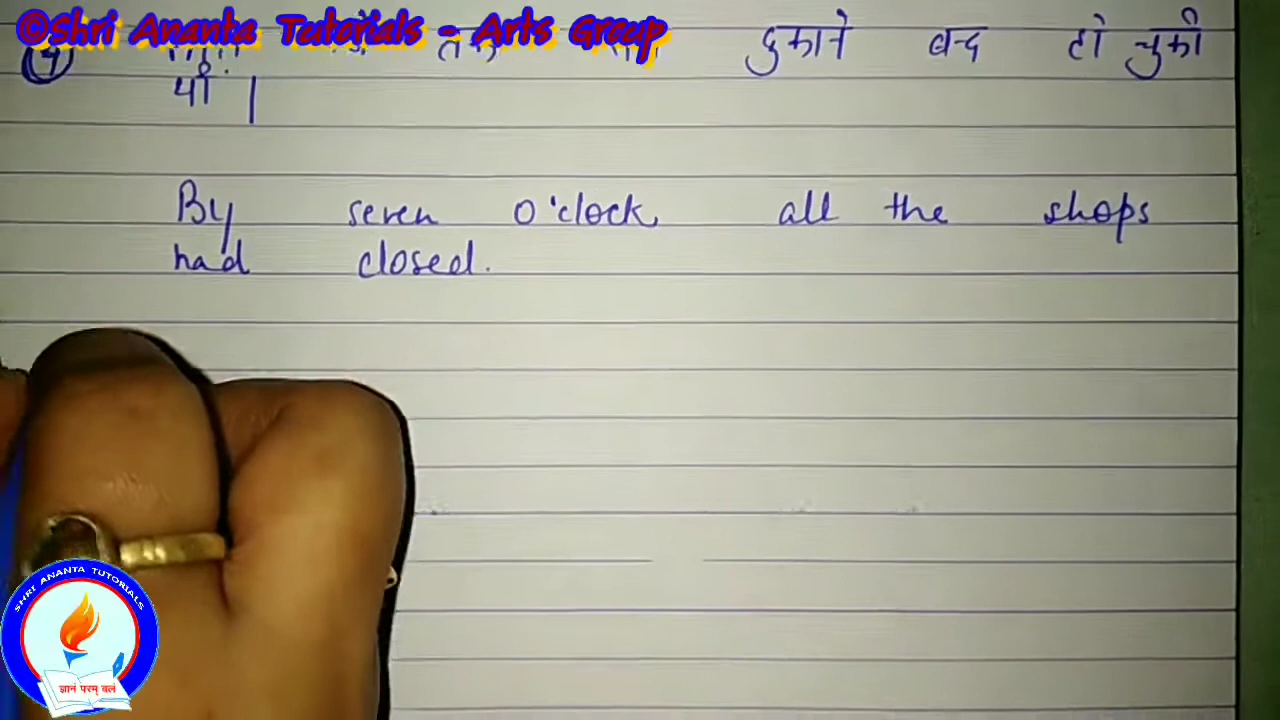 ©Shri Ananta Tutorials - Arts Group
तक दुकाने बन्द हो चुकी
थी |
By seven o'clock all the shops
had closed.
SHRI ANANTA TUTORIALS
ज्ञानं परम् बलं